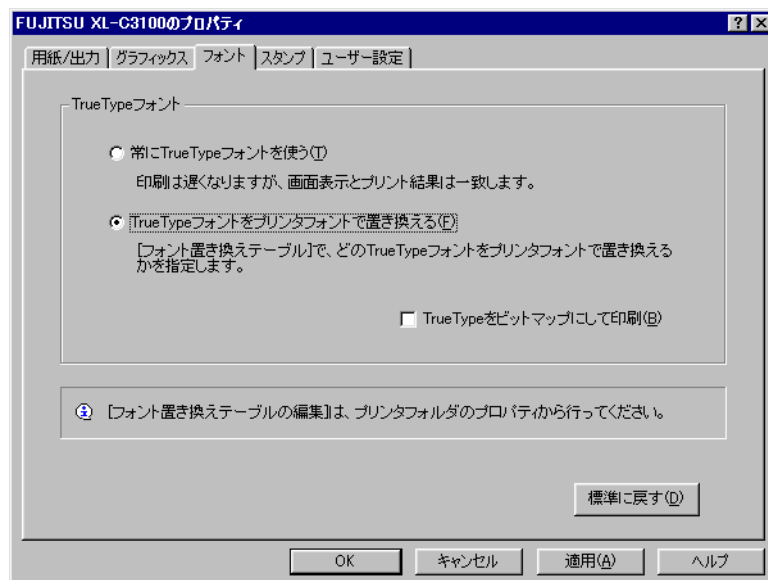 FUJITSU XL-C3100のプロパティ
用紙/出力 グラフィックス フォント スタンプ ユーザー設定
TrueTypeフォント
常にTrueTypeフォントを使う(T)
印刷は遅くなりますが、画面表示とプリント結果は一致します。
TrueTypeフォントをプリンタフォントで置き換える(F)
[フォント置き換えテーブル]で、どのTrueTypeフォントをプリンタフォントで置き換える
かを指定します。
TrueTypeをビットマップにして印刷(B)
[フォント置き換えテーブルの編集]は、プリンタフォルダのプロパティから行ってください。
標準に戻す(D)
OK キャンセル 適用(A) ヘルプ